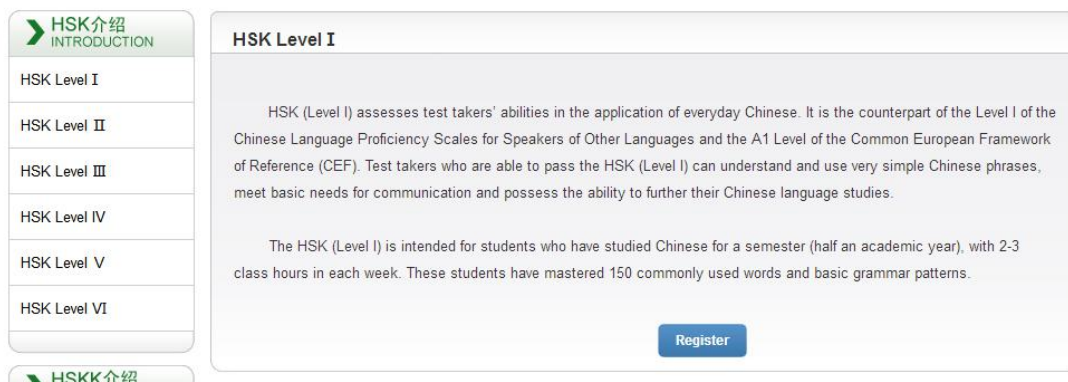 HSK介绍
INTRODUCTION
HSK Level Ⅰ
HSK Level Ⅱ
HSK Level Ⅲ
HSK Level Ⅳ
HSK Level Ⅴ
HSK Level Ⅵ
HSKK介绍
HSK Level Ⅰ
HSK (Level I) assesses test takers’ abilities in the application of everyday Chinese. It is the counterpart of the Level I of the
Chinese Language Proficiency Scales for Speakers of Other Languages and the A1 Level of the Common European Framework
of Reference (CEF). Test takers who are able to pass the HSK (Level I) can understand and use very simple Chinese phrases,
meet basic needs for communication and possess the ability to further their Chinese language studies.
The HSK (Level I) is intended for students who have studied Chinese for a semester (half an academic year), with 2-3
class hours in each week. These students have mastered 150 commonly used words and basic grammar patterns.
Register